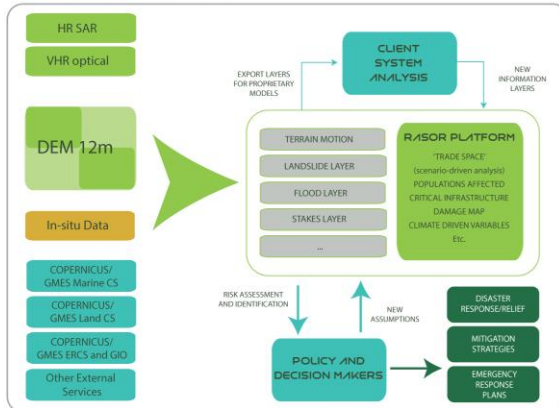 HR SAR
VHR optical
DEM 12m
In-situ Data
COPERNICUS/
GMES Marine CS
COPERNICUS/
GMES Land CS
COPERNICUS/
GMES ERCS and GIO
Other External
Services
EXPORT LAYERS
FOR PROPRIETARY
MODELS
CLIENT
SYSTEM
ANALYSIS
NEW
INFORMATION
LAYERS
TERRAIN MOTION
LANDSLIDE LAYER
FLOOD LAYER
STAKES LAYER
...
RASOR PLATFORM
'TRADE SPACE'
(scenario-driven analysis)
POPULATIONS AFFECTED
CRITICAL INFRASTRUCTURE
DAMAGE MAP
CLIMATE DRIVEN VARIABLES
Etc.
RISK ASSESSMENT
AND IDENTIFICATION
NEW
ASSUMPTIONS
POLICY AND
DECISION MAKERS
DISASTER
RESPONSE/RELIEF
MITIGATION
STRATEGIES
EMERGENCY
RESPONSE
PLANS